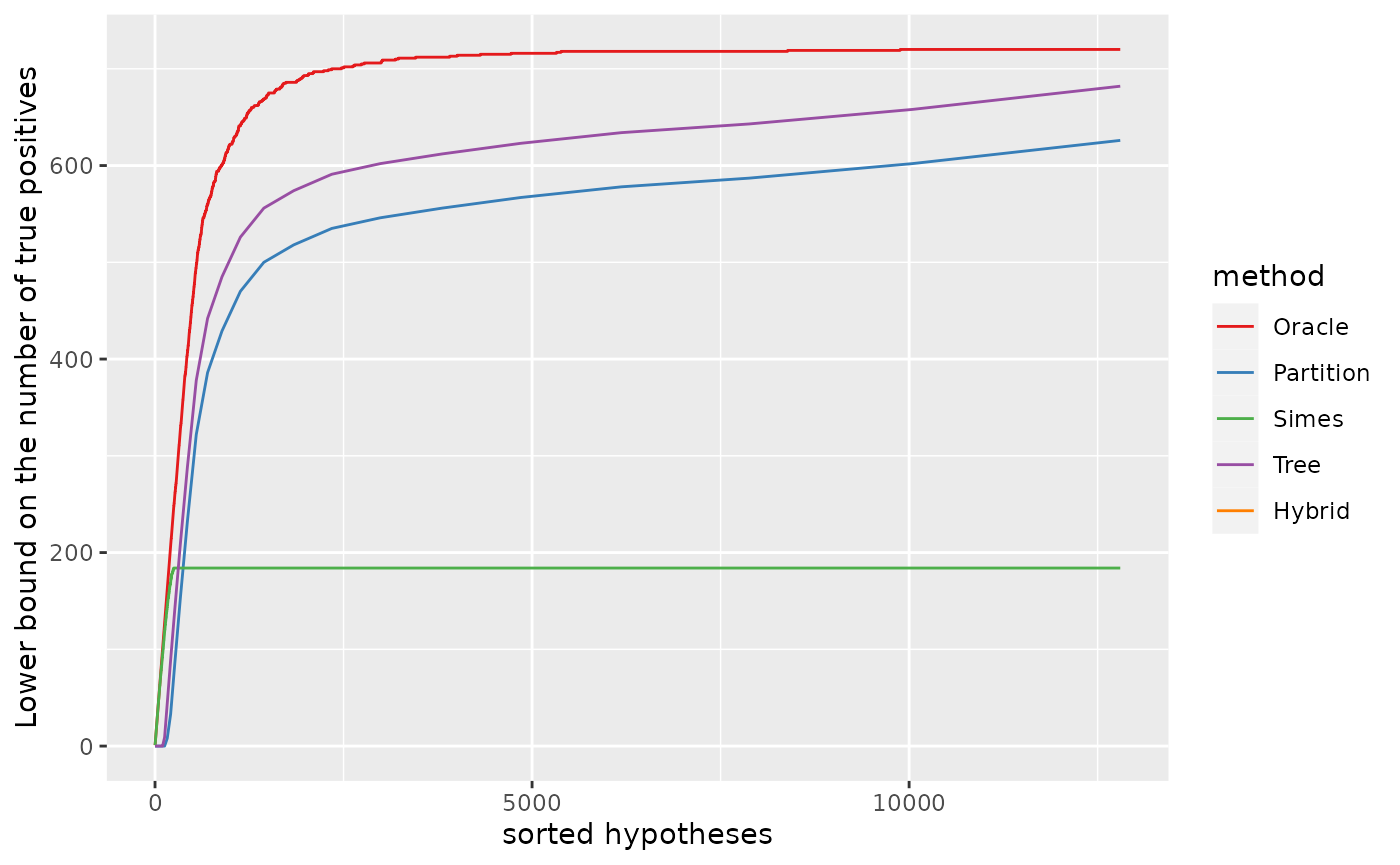 Lower bound on the number of true positives
600
400
200
0
0
5000
10000
sorted hypotheses
method
Oracle
Partition
Simes
Tree
Hybrid